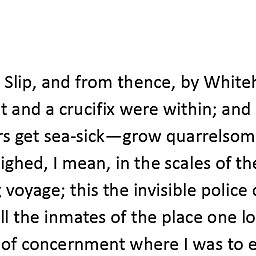 Slip, and from thence, by
t and a crucifix were within; and
rs get sea-sick—grow quarrelsom
ighed, I mean, in the scales of the
voyage; this the invisible police
ll the inmates of the place one lo
of concernment where I was to e